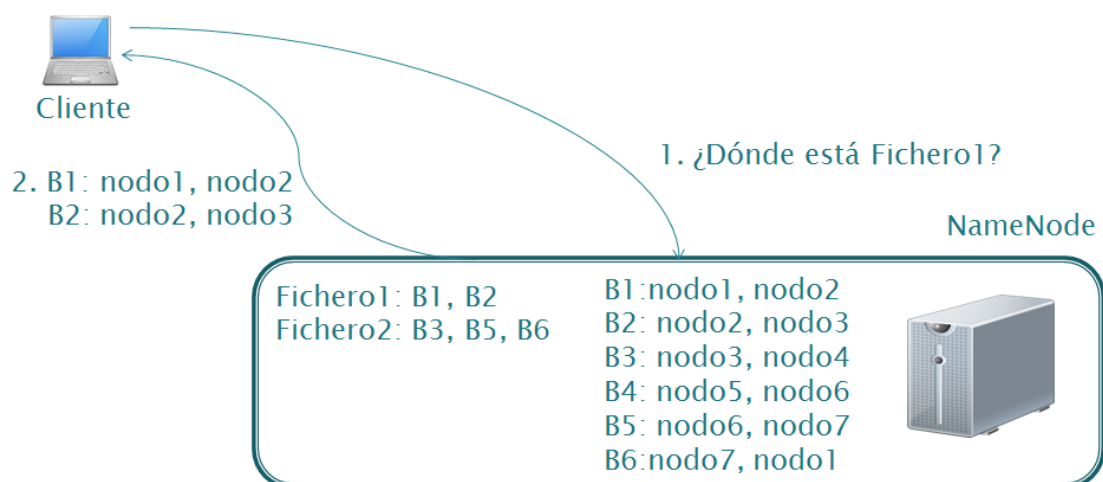 Cliente
1. ¿Dónde está Fichero1?
2. B1: nodo1, nodo2
B2: nodo2, nodo3
NameNode
Fichero1: B1, B2
Fichero2: B3, B5, B6
B1:nodo1, nodo2
B2: nodo2, nodo3
B3: nodo3, nodo4
B4: nodo5, nodo6
B5: nodo6, nodo7
B6:nodo7, nodo1